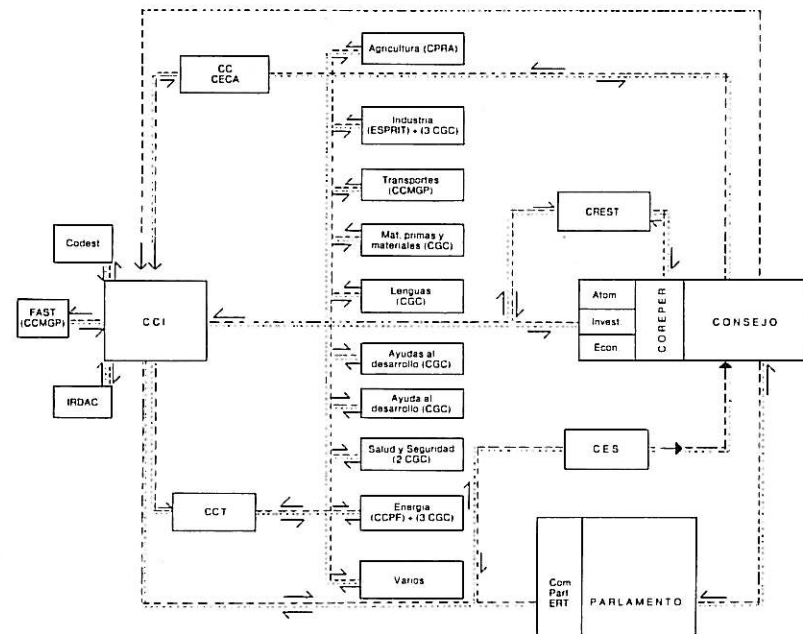 Agricultura (CPRA)
CC
CECA
Industria
(ESPRIT) + (3 CGC)
Transportes
(CCMGP)
CREST
Mat. primas y
materiales (CGC)
Codest
Lenguas
(CGC)
FAST
(CCMGP)
CCI
Atom
Invest.
Econ
COREPER
CONSEJO
Ayudas al
desarrollo (CGC)
IRDAC
Ayuda al
desarrollo (CGC)
Salud y Seguridad
(2 CGC)
CES
CCT
Energía
(CCPF) + (3 CGC)
Varios
Com
Parl
ERT
PARLAMENTO